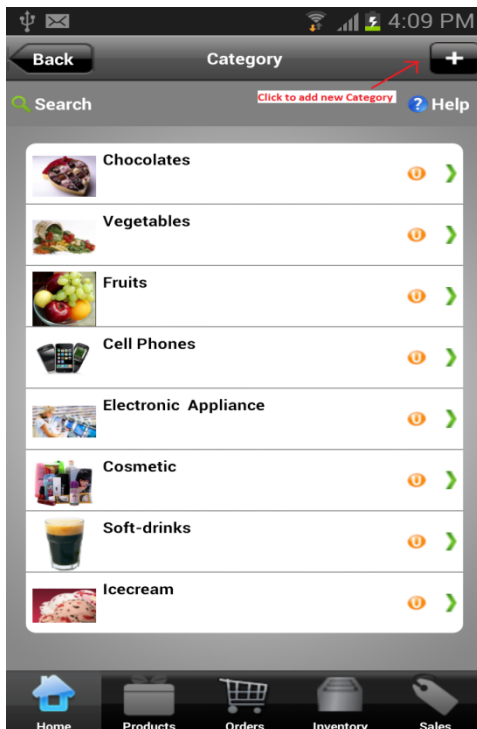 4:09 PM
Back
Category
+
Search
Click to add new Category
? Help
Chocolates
Vegetables
Fruits
Cell Phones
Electronic Appliance
Cosmetic
Soft-drinks
Icecream
Home
Products
Orders
Inventory
Sales